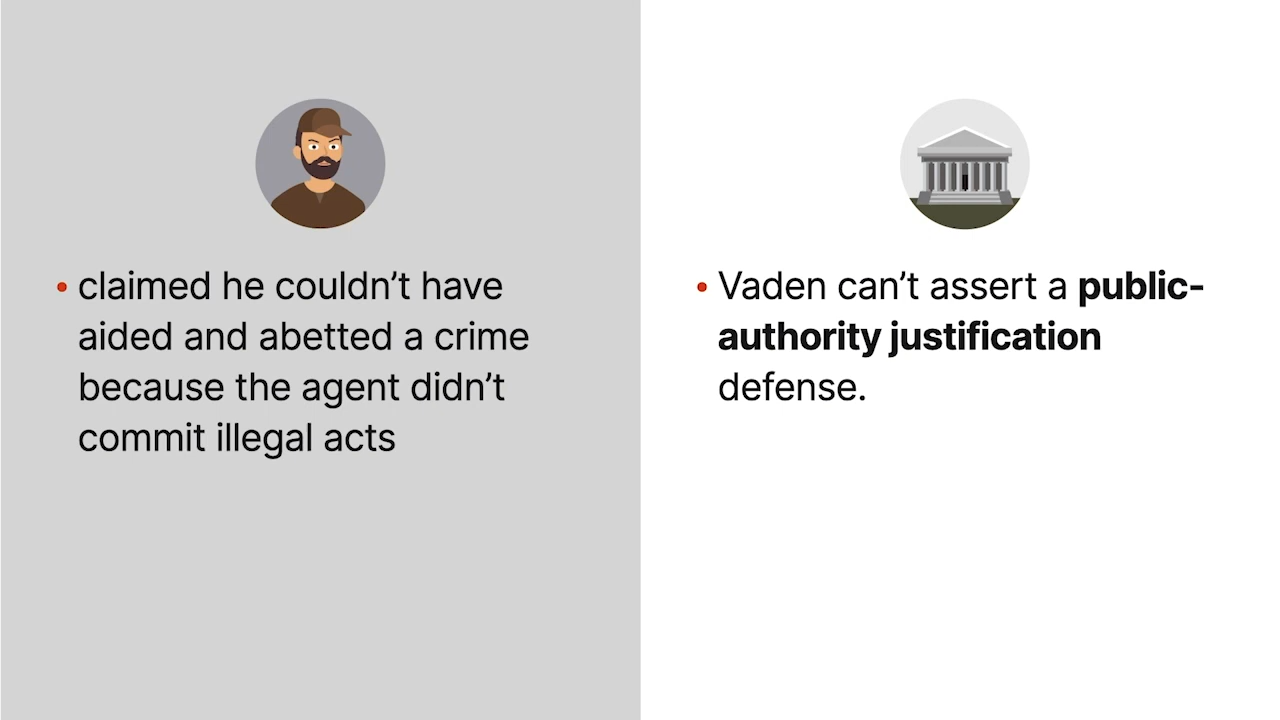 • claimed he couldn’t have
aided and abetted a crime
because the agent didn’t
commit illegal acts
• Vaden can’t assert a public-
authority justification
defense.